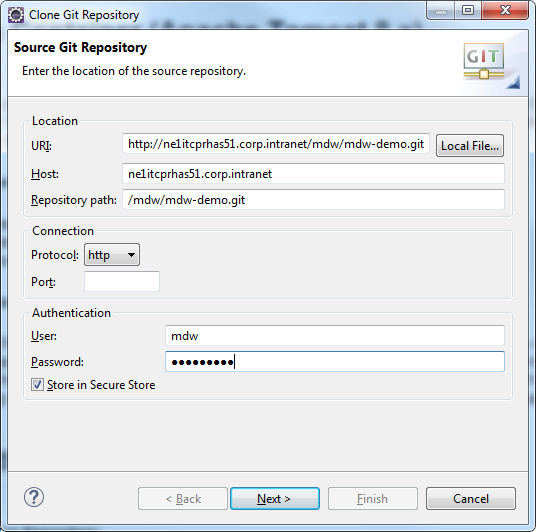 Clone Git Repository
Source Git Repository
Enter the location of the source repository.
GIT
Location
URI: http://ne1itcprhas51.corp.intranet/mdw/mdw-demo.git Local File...
Host: ne1itcprhas51.corp.intranet
Repository path: /mdw/mdw-demo.git
Connection
Protocol: http
Port:
Authentication
User: mdw
Password: ●●●●●●●●●
Store in Secure Store
< Back Next > Finish Cancel